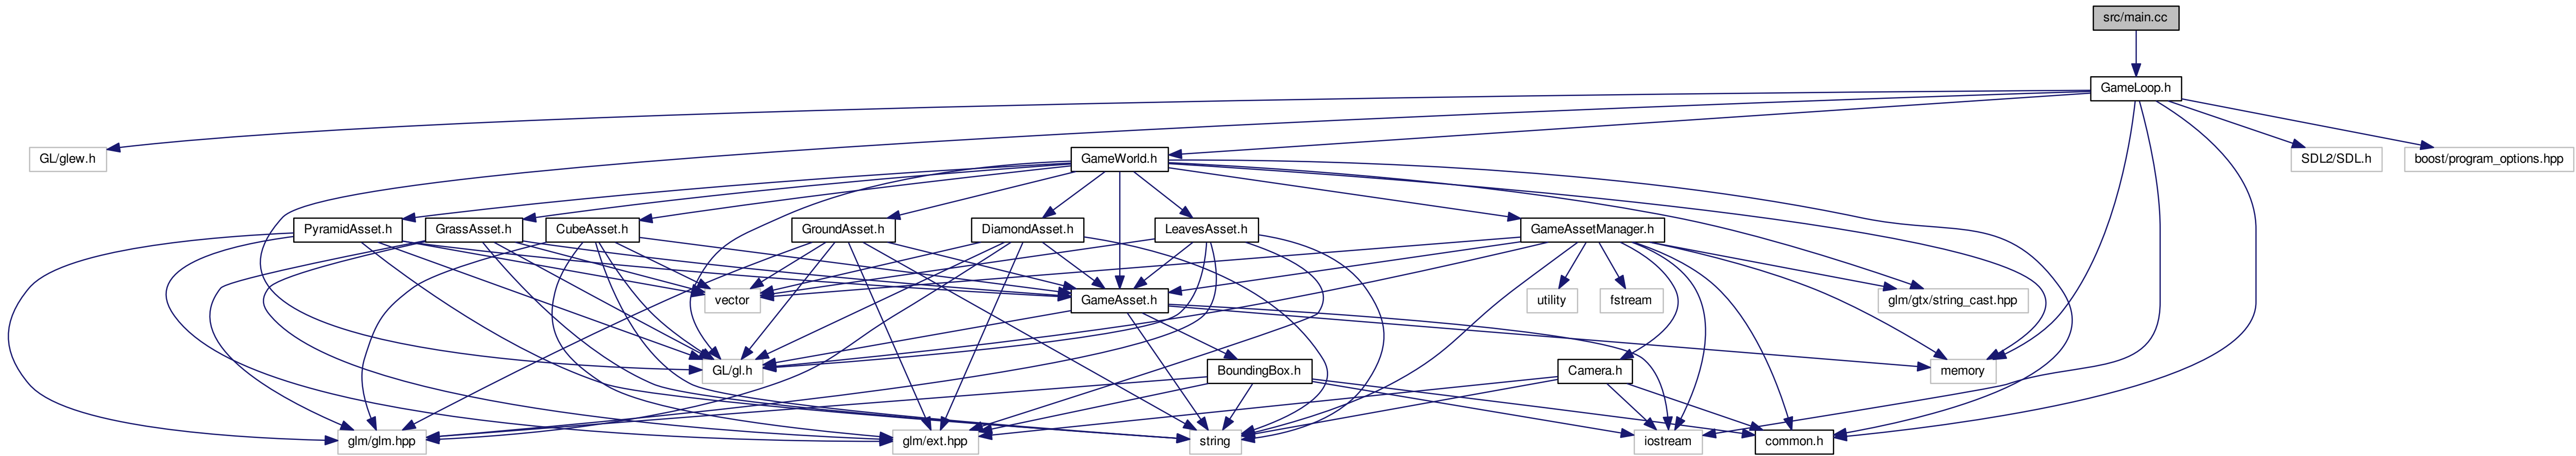 src/main.cc
GameLoop.h
GL/glew.h
GameWorld.h
SDL2/SDL.h
boost/program_options.hpp
PyramidAsset.h
GrassAsset.h
CubeAsset.h
GroundAsset.h
DiamondAsset.h
LeavesAsset.h
GameAssetManager.h
vector
GameAsset.h
utility
fstream
glm/gtx/string_cast.hpp
GL/gl.h
BoundingBox.h
Camera.h
memory
glm/glm.hpp
glm/ext.hpp
string
iostream
common.h